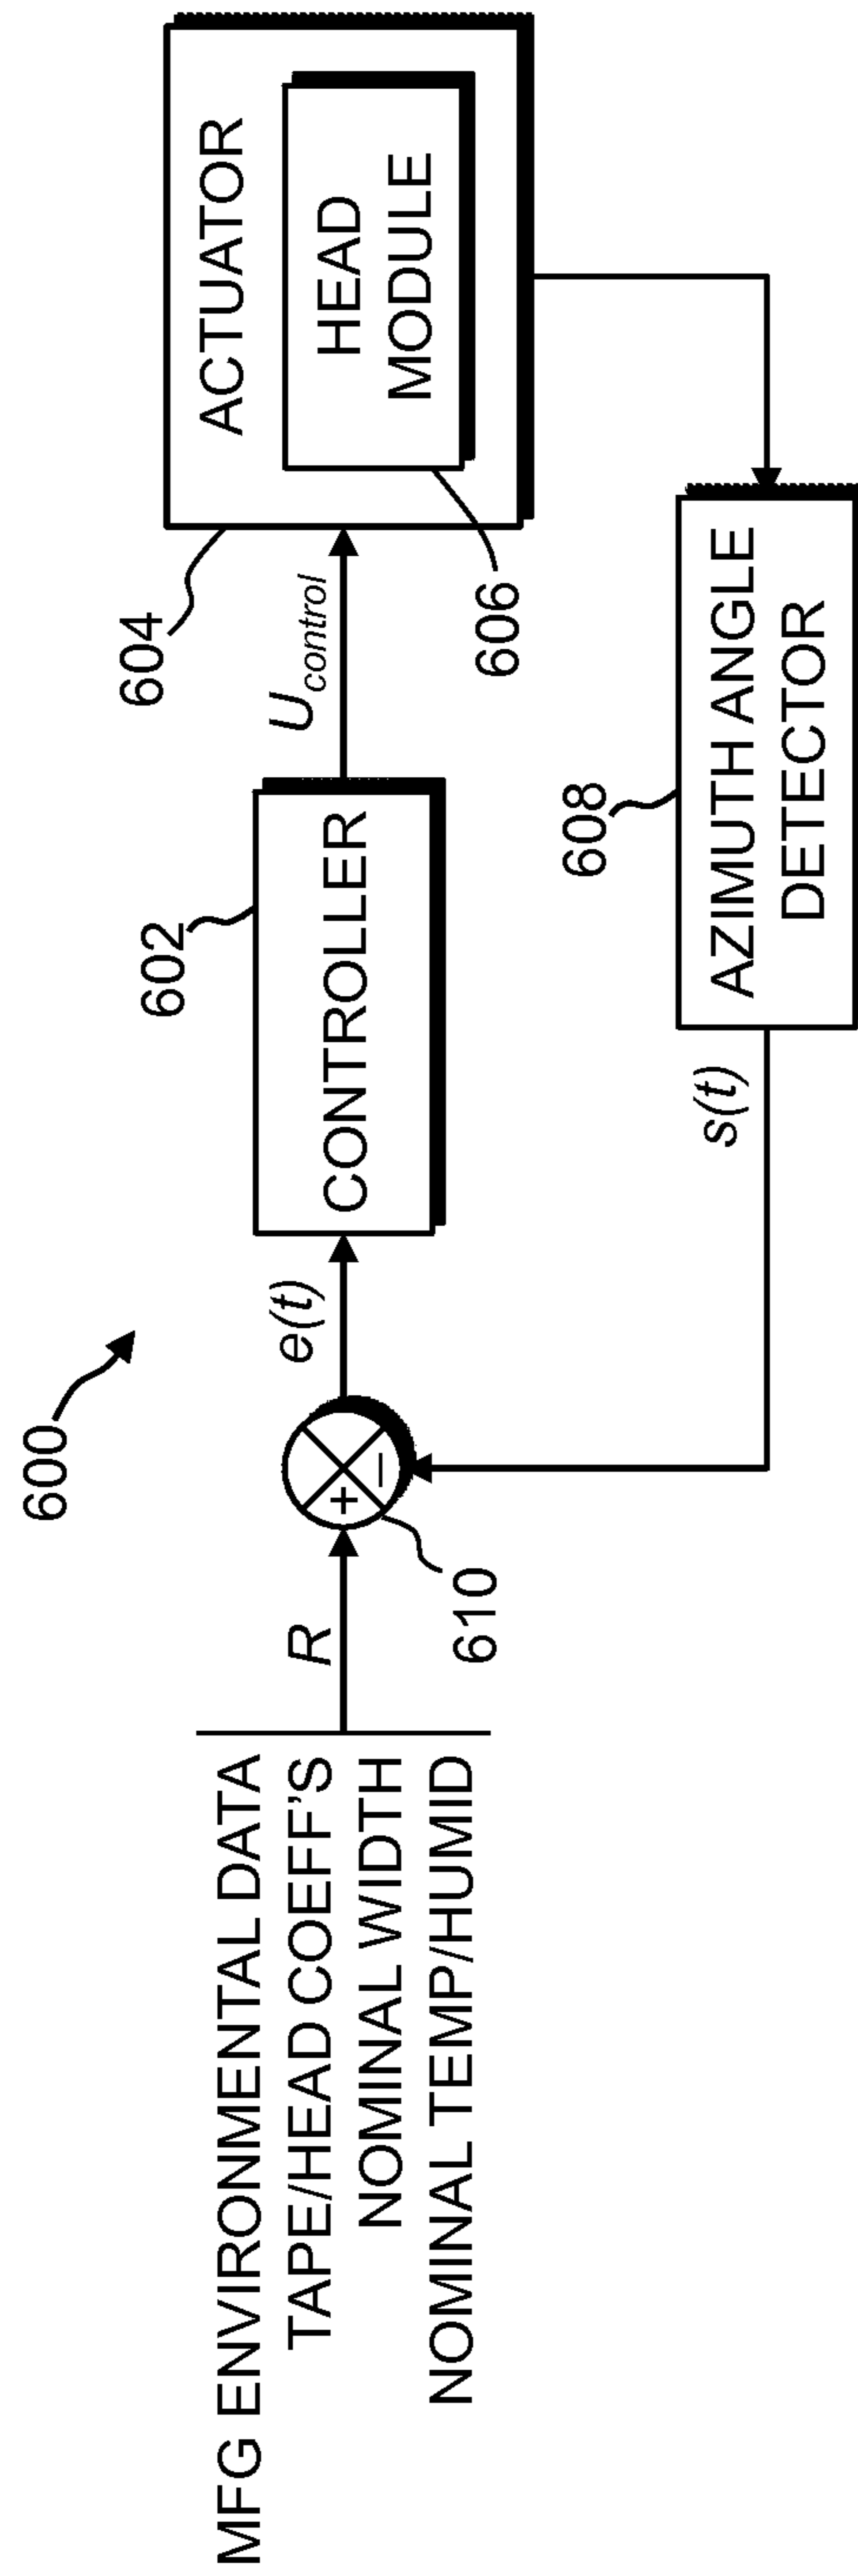 600
MFG ENVIRONMENTAL DATA
TAPE/HEAD COEFF'S
NOMINAL WIDTH
NOMINAL TEMP/HUMID
R
+
−
610
e(t)
602
CONTROLLER
U control
604
ACTUATOR
HEAD
MODULE
606
608
AZIMUTH ANGLE
DETECTOR
s(t)